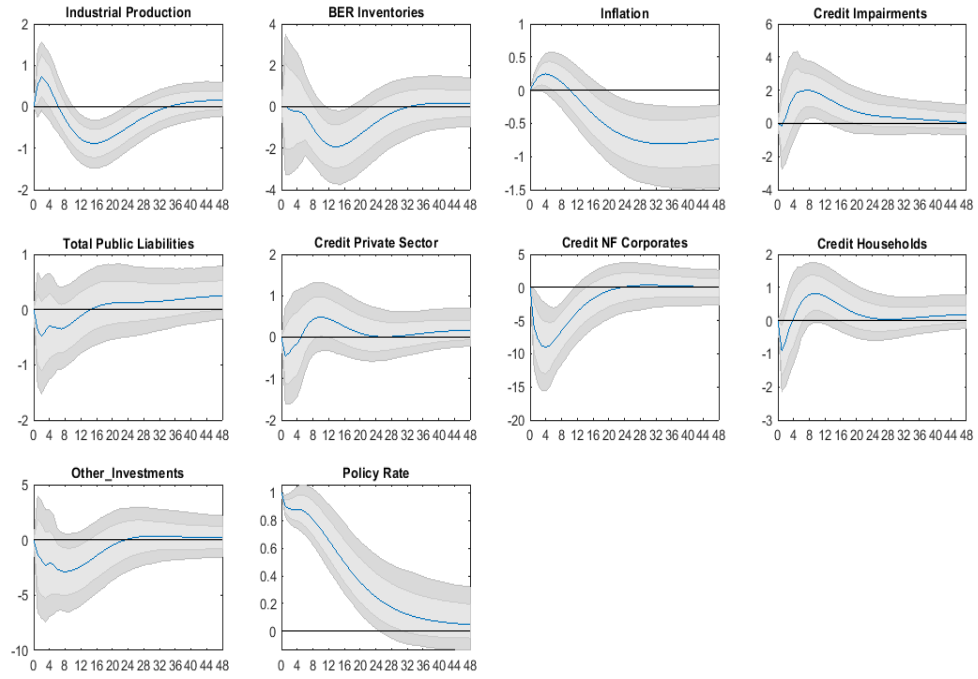 Industrial Production
2
1
0
-1
-2
0 4 8 12 16 20 24 28 32 36 40 44 48
BER Inventories
4
2
0
-2
-4
0 4 8 12 16 20 24 28 32 36 40 44 48
Inflation
1
0.5
0
-0.5
-1
-1.5
0 4 8 12 16 20 24 28 32 36 40 44 48
Credit Impairments
6
4
2
0
-2
-4
0 4 8 12 16 20 24 28 32 36 40 44 48
Total Public Liabilities
1
0
-1
-2
0 4 8 12 16 20 24 28 32 36 40 44 48
Credit Private Sector
2
1
0
-1
-2
0 4 8 12 16 20 24 28 32 36 40 44 48
Credit NF Corporates
5
0
-5
-10
-15
-20
0 4 8 12 16 20 24 28 32 36 40 44 48
Credit Households
2
1
0
-1
-2
-3
0 4 8 12 16 20 24 28 32 36 40 44 48
Other_Investments
5
0
-5
-10
0 4 8 12 16 20 24 28 32 36 40 44 48
Policy Rate
1
0.8
0.6
0.4
0.2
0
0 4 8 12 16 20 24 28 32 36 40 44 48